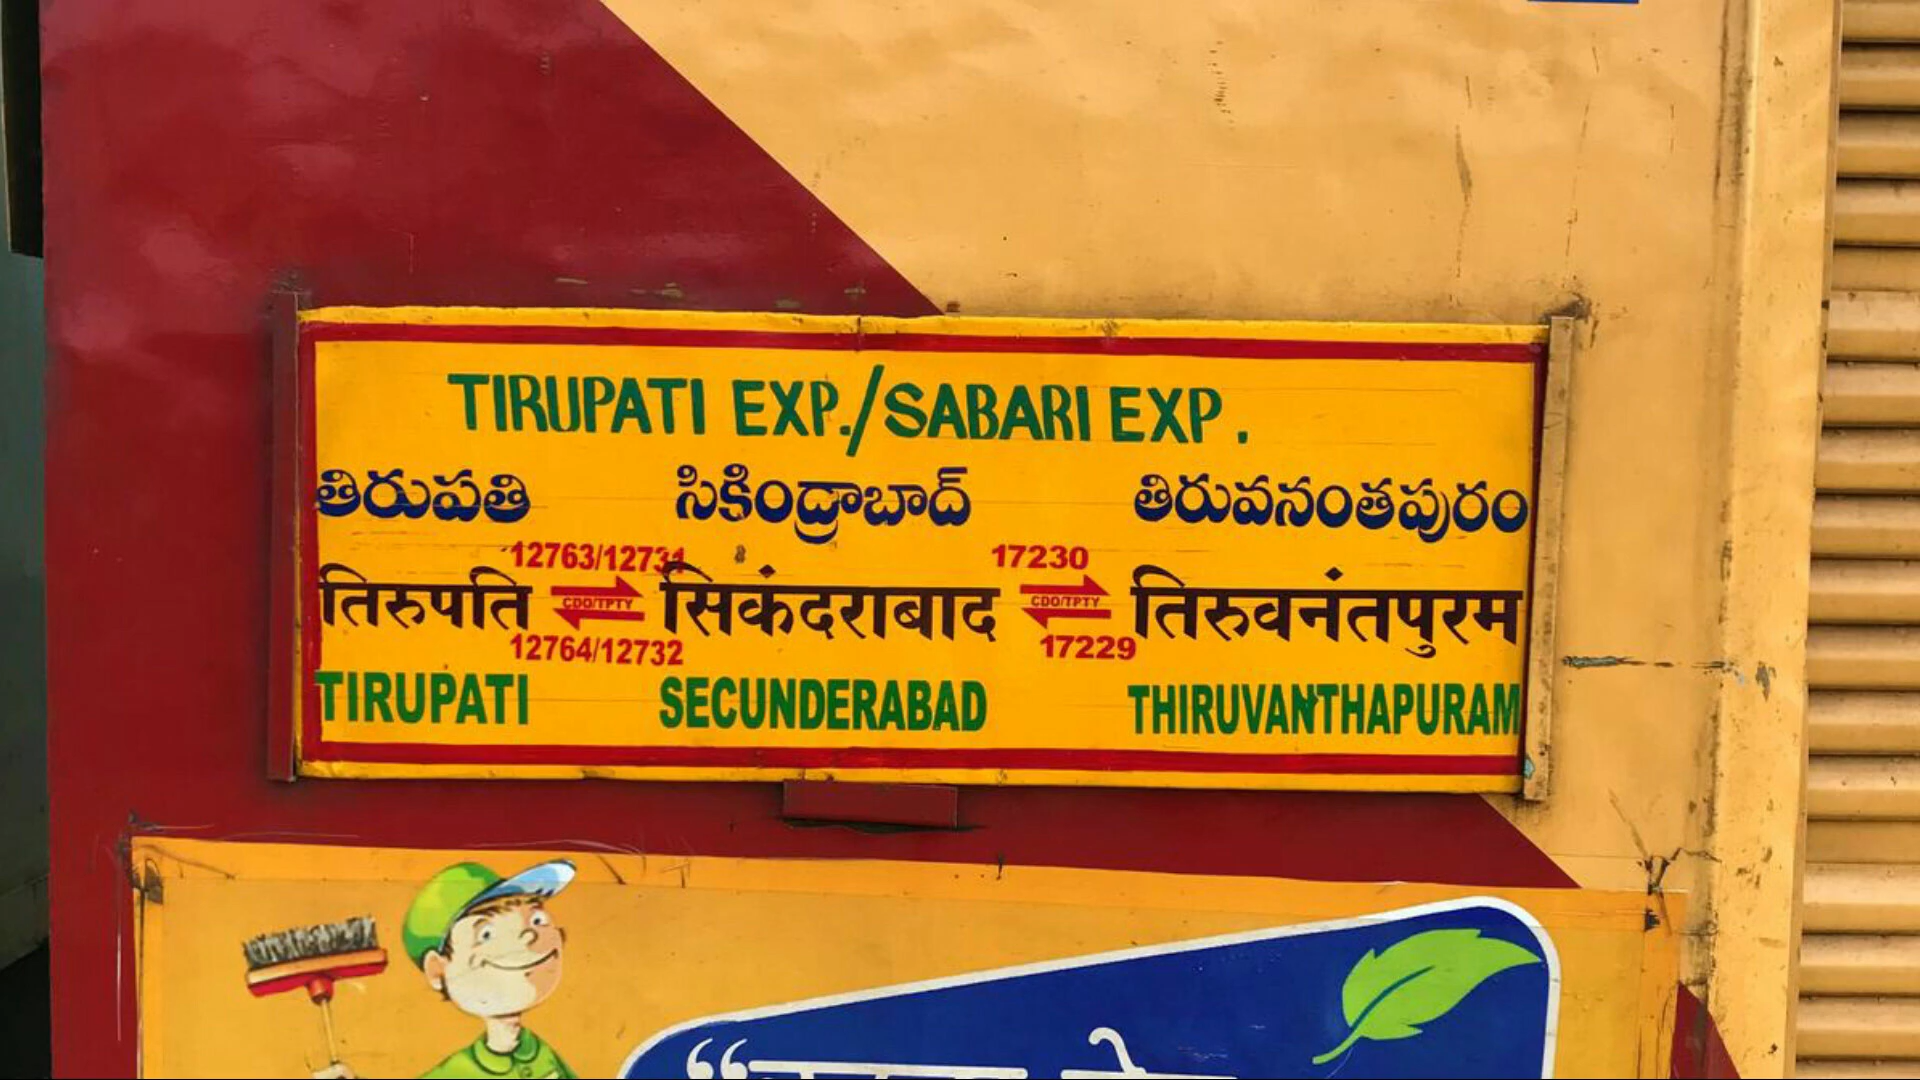 TIRUPATI EXP./SABARI EXP.
తిరుపతి సికింద్రాబాద్ తిరువనంతపురం
12763/12731 17230
तिरुपति CDO/TPTY सिकंदराबाद CDO/TPTY तिरुवनंतपुरम
12764/12732 17229
TIRUPATI SECUNDERABAD THIRUVANTHAPURAM